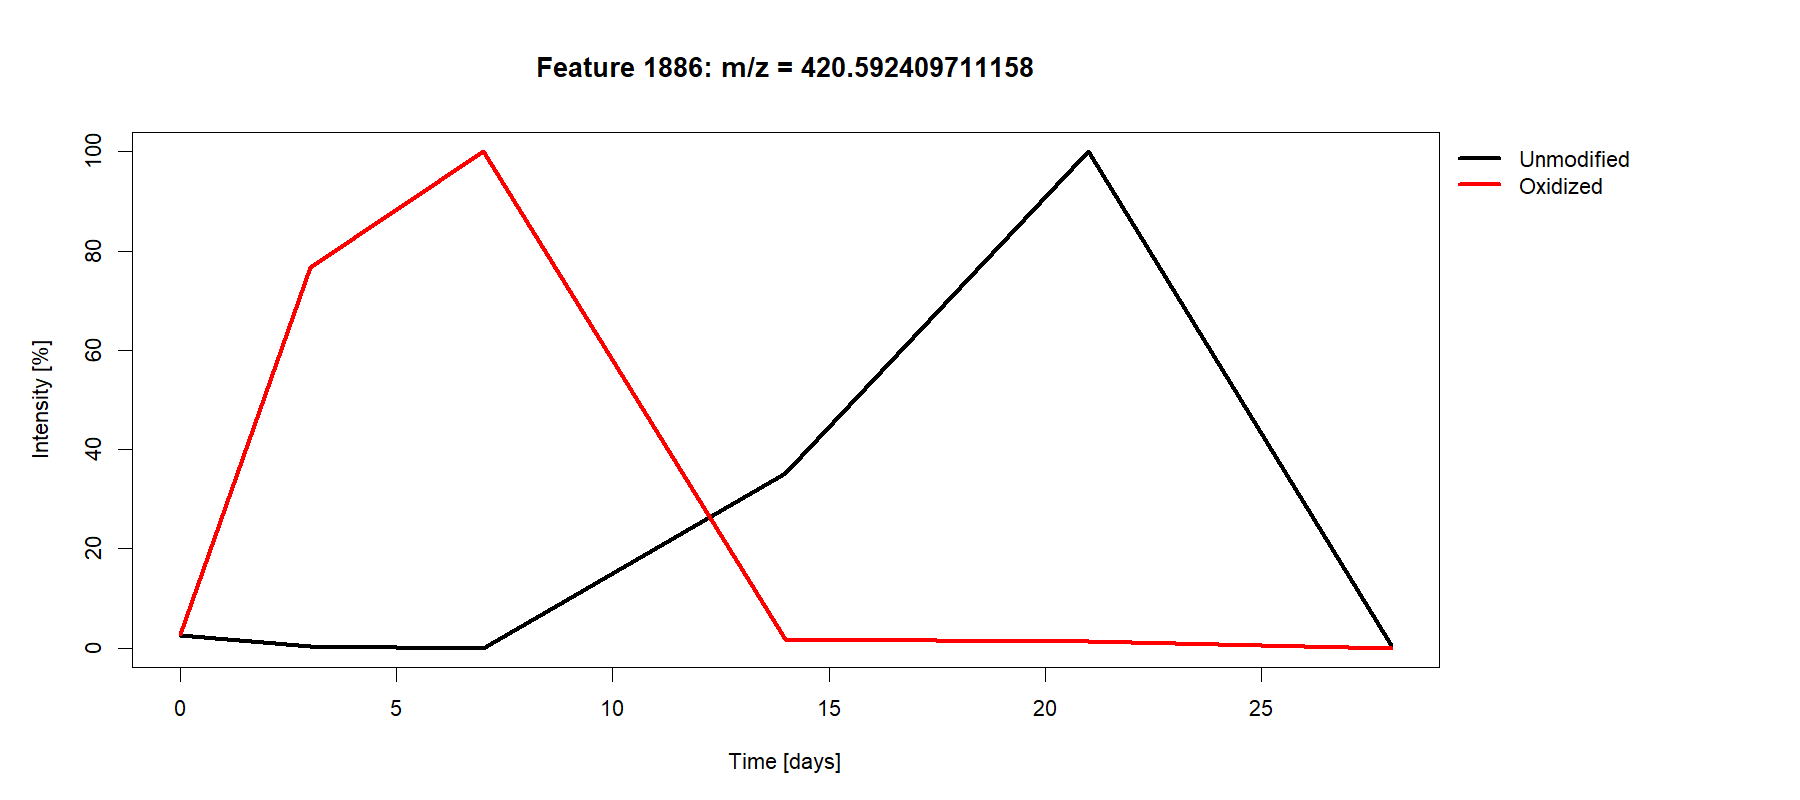 Feature 1886: m/z = 420.592409711158
Unmodified
Oxidized
Intensity [%]
100
80
60
40
20
0
0 5 10 15 20 25
Time [days]